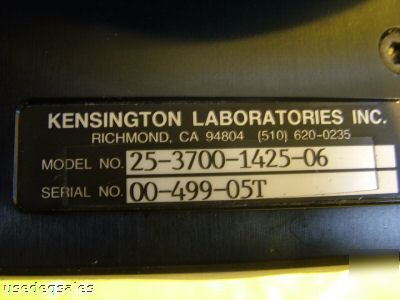 KENSINGTON LABORATORIES INC.
RICHMOND, CA 94804 (510) 620-0235
MODEL NO. 25-3700-1425-06
SERIAL NO. 00-499-05T
usedeqsales